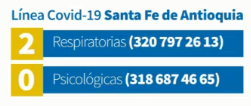 Línea Covid-19 Santa Fe de Antioquia
2 Respiratorias (320 797 26 13)
0 Psicológicas (318 687 46 65)